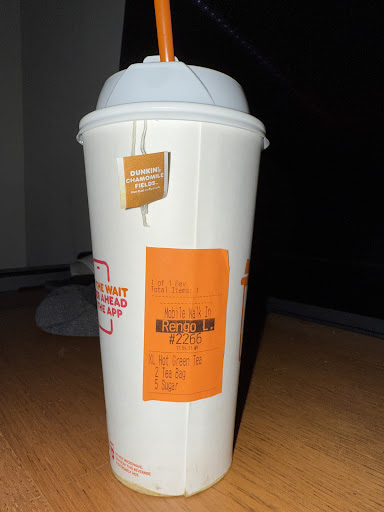 DUNKIN'
CHAMOMILE
FIELDS
HE WAIT
R AHEAD
THE APP
1 of 1 Bev
Total Items: 1
Mobile Walk In
Rengo L.
#2266
XL Hot Green Tea
2 Tea Bag
5 Sugar